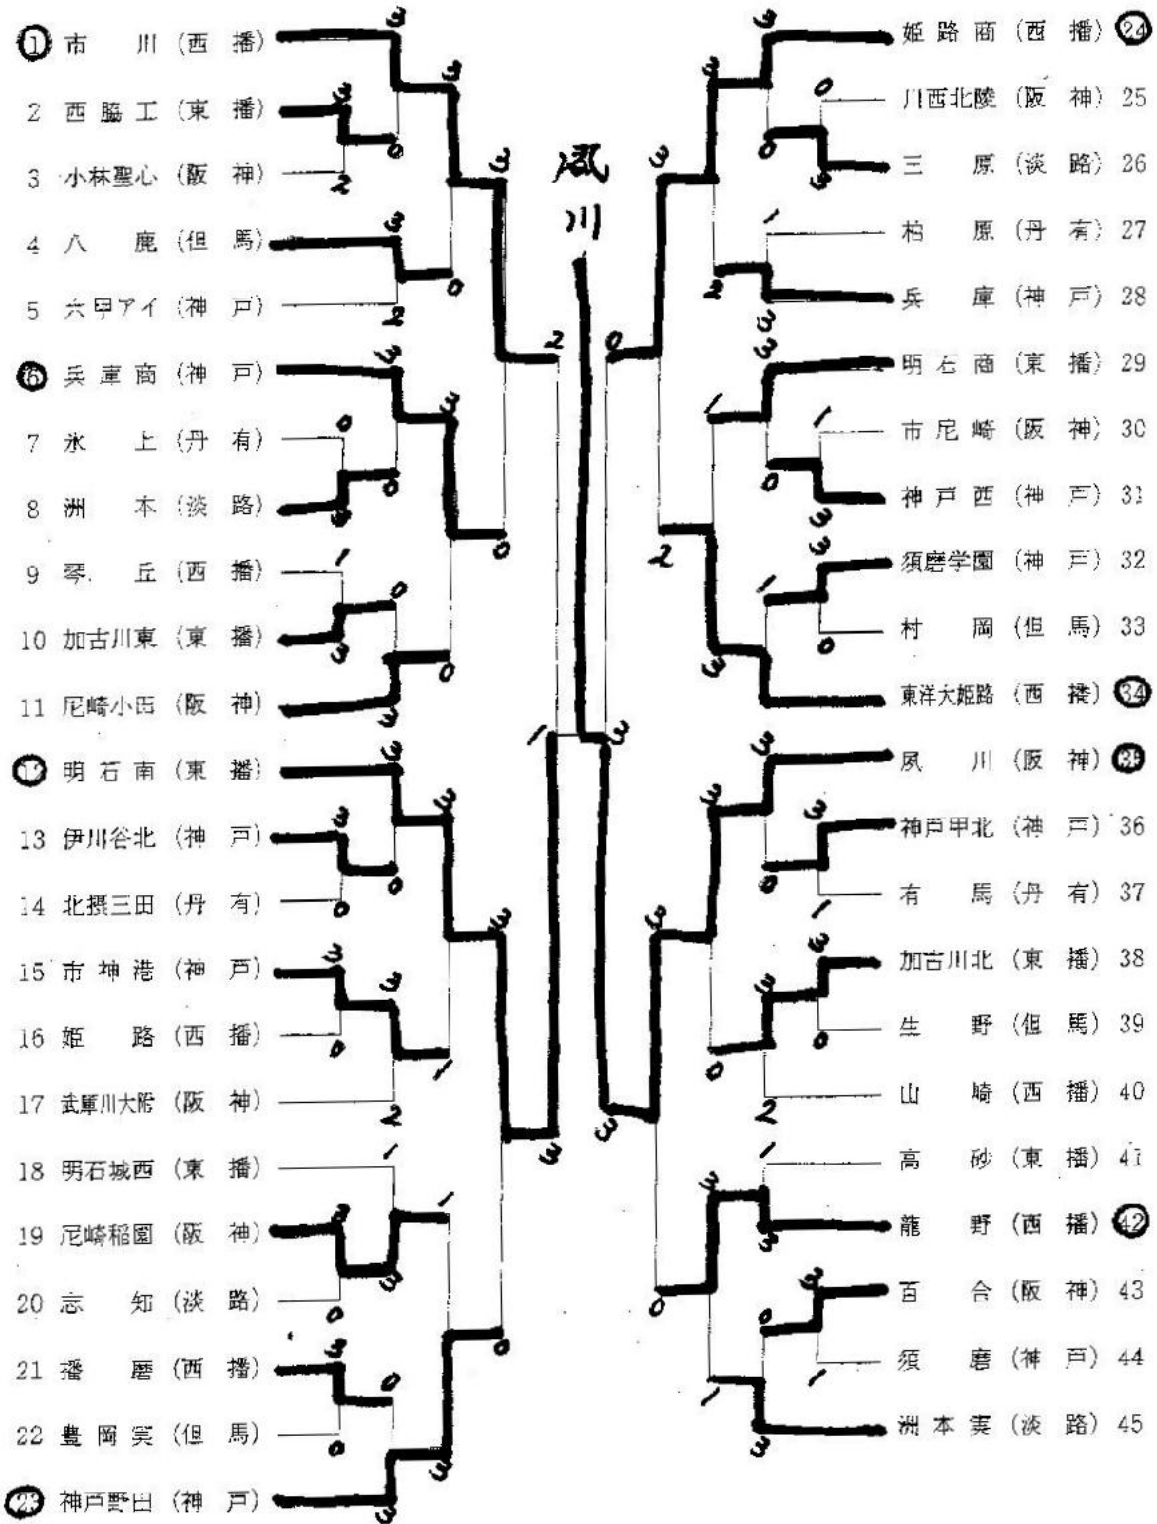 ① 市川 (西播)
2 西脇工 (東播)
3 小林聖心 (阪神)
4 八鹿 (但馬)
5 六甲アイ (神戸)
⑥ 兵庫商 (神戸)
7 氷上 (丹有)
8 洲本 (淡路)
9 琴丘 (西播)
10 加古川東 (東播)
11 尼崎小田 (阪神)
⑫ 明石南 (東播)
13 伊川谷北 (神戸)
14 北摂三田 (丹有)
15 市神港 (神戸)
16 姫路 (西播)
17 武庫川大附 (阪神)
18 明石城西 (東播)
19 尼崎稲園 (阪神)
20 志知 (淡路)
21 播磨 (西播)
22 豊岡実 (但馬)
㉓ 神戸野田 (神戸)
夙川
姫路商 (西播) ㉔
川西北陵 (阪神) 25
三原 (淡路) 26
柏原 (丹有) 27
兵庫 (神戸) 28
明石商 (東播) 29
市尼崎 (阪神) 30
神戸西 (神戸) 31
須磨学園 (神戸) 32
村岡 (但馬) 33
東洋大姫路 (西播) ㉞
夙川 (阪神) ㉟
神戸甲北 (神戸) 36
有馬 (丹有) 37
加古川北 (東播) 38
生野 (但馬) 39
山崎 (西播) 40
高砂 (東播) 41
龍野 (西播) ㊷
百合 (阪神) 43
須磨 (神戸) 44
洲本実 (淡路) 45